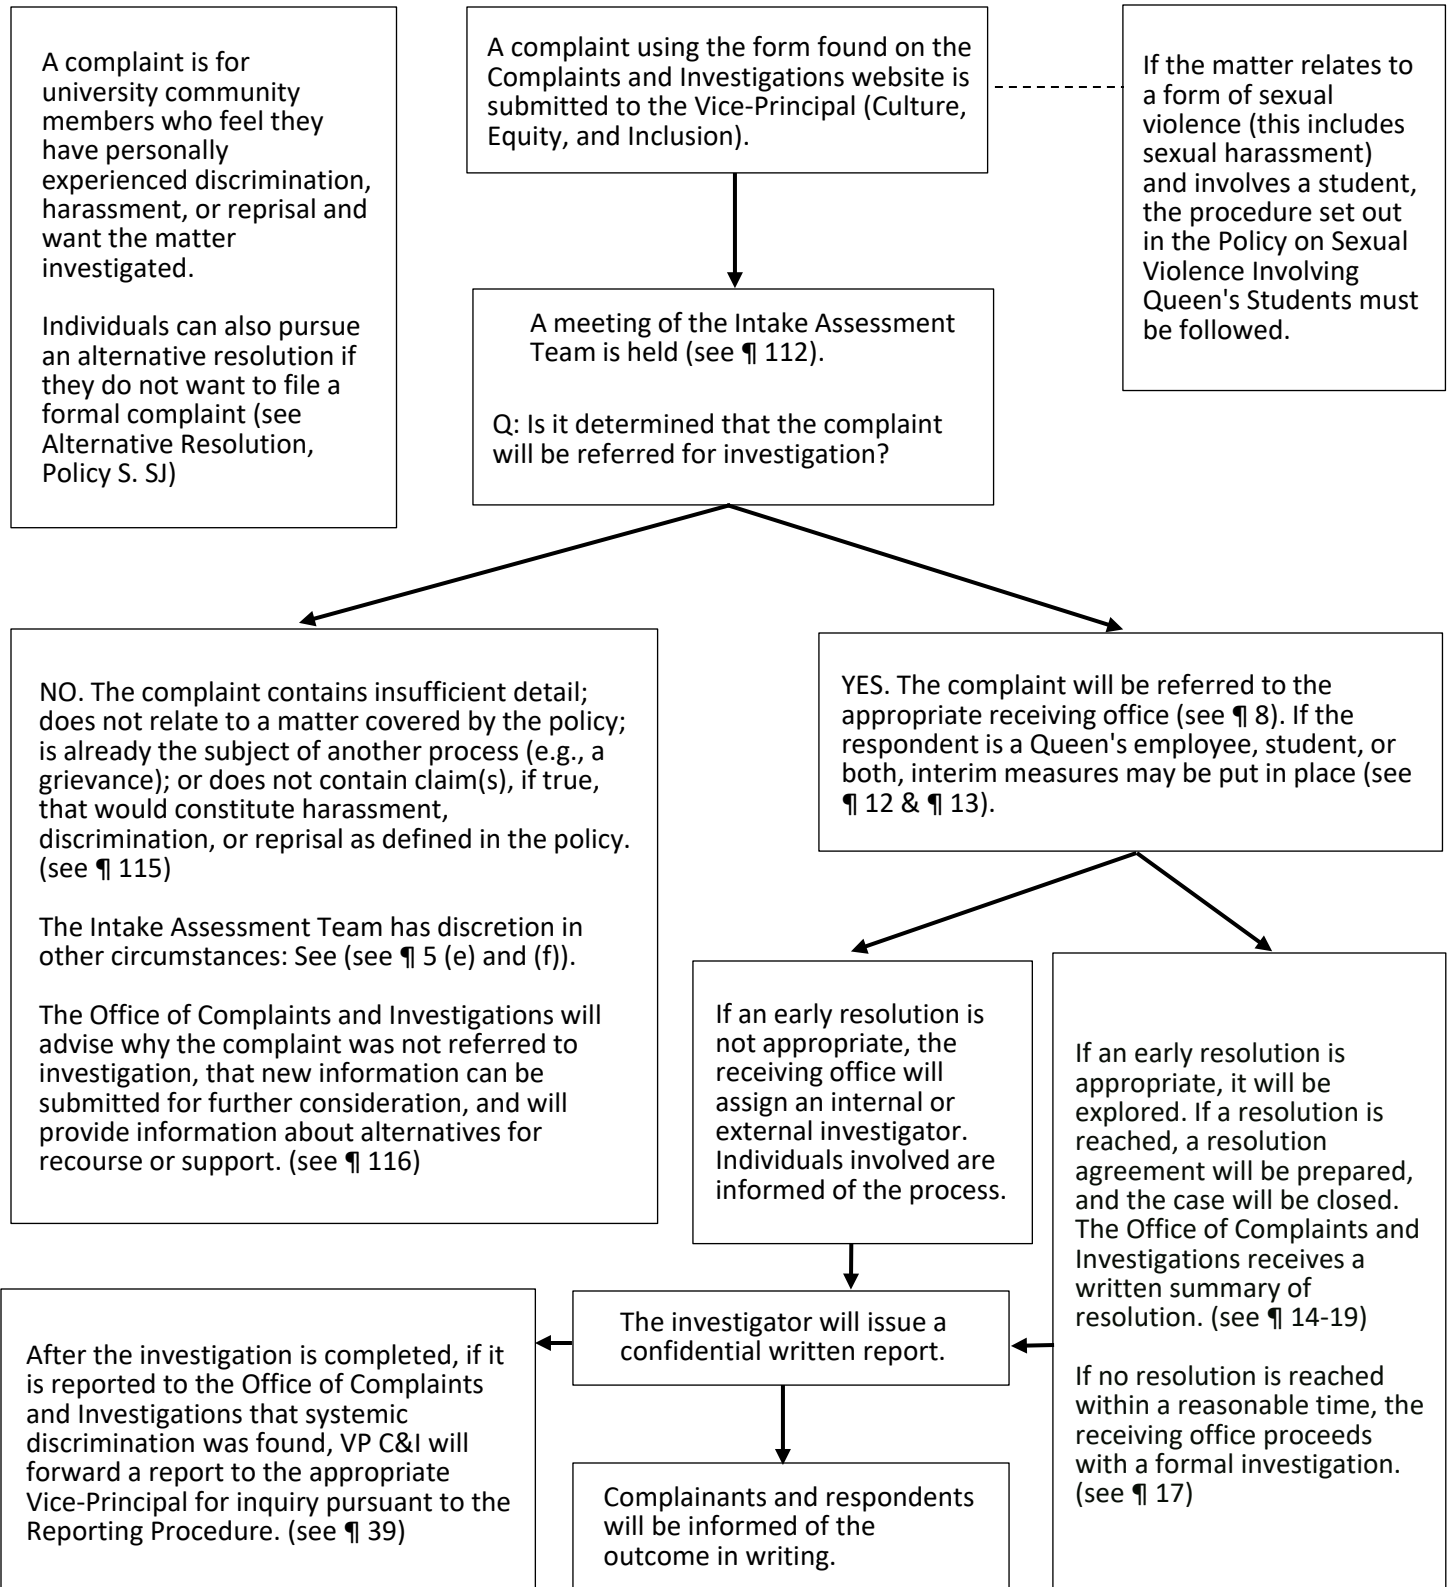 A complaint is for
university community
members who feel they
have personally
experienced discrimination,
harassment, or reprisal and
want the matter
investigated.
Individuals can also pursue
an alternative resolution if
they do not want to file a
formal complaint (see
Alternative Resolution,
Policy S. SJ)
A complaint using the form found on the
Complaints and Investigations website is
submitted to the Vice-Principal (Culture,
Equity, and Inclusion).
If the matter relates to
a form of sexual
violence (this includes
sexual harassment)
and involves a student,
the procedure set out
in the Policy on Sexual
Violence Involving
Queen's Students must
be followed.
A meeting of the Intake Assessment
Team is held (see ¶ 112).
Q: Is it determined that the complaint
will be referred for investigation?
NO. The complaint contains insufficient detail;
does not relate to a matter covered by the policy;
is already the subject of another process (e.g., a
grievance); or does not contain claim(s), if true,
that would constitute harassment,
discrimination, or reprisal as defined in the policy.
(see ¶ 115)
The Intake Assessment Team has discretion in
other circumstances: See (see ¶ 5 (e) and (f)).
The Office of Complaints and Investigations will
advise why the complaint was not referred to
investigation, that new information can be
submitted for further consideration, and will
provide information about alternatives for
recourse or support. (see ¶ 116)
YES. The complaint will be referred to the
appropriate receiving office (see ¶ 8). If the
respondent is a Queen's employee, student, or
both, interim measures may be put in place (see
¶ 12 & ¶ 13).
If an early resolution is
not appropriate, the
receiving office will
assign an internal or
external investigator.
Individuals involved are
informed of the process.
If an early resolution is
appropriate, it will be
explored. If a resolution is
reached, a resolution
agreement will be prepared,
and the case will be closed.
The Office of Complaints and
Investigations receives a
written summary of
resolution. (see ¶ 14-19)
If no resolution is reached
within a reasonable time, the
receiving office proceeds
with a formal investigation.
(see ¶ 17)
The investigator will issue a
confidential written report.
After the investigation is completed, if it
is reported to the Office of Complaints
and Investigations that systemic
discrimination was found, VP C&I will
forward a report to the appropriate
Vice-Principal for inquiry pursuant to the
Reporting Procedure. (see ¶ 39)
Complainants and respondents
will be informed of the
outcome in writing.